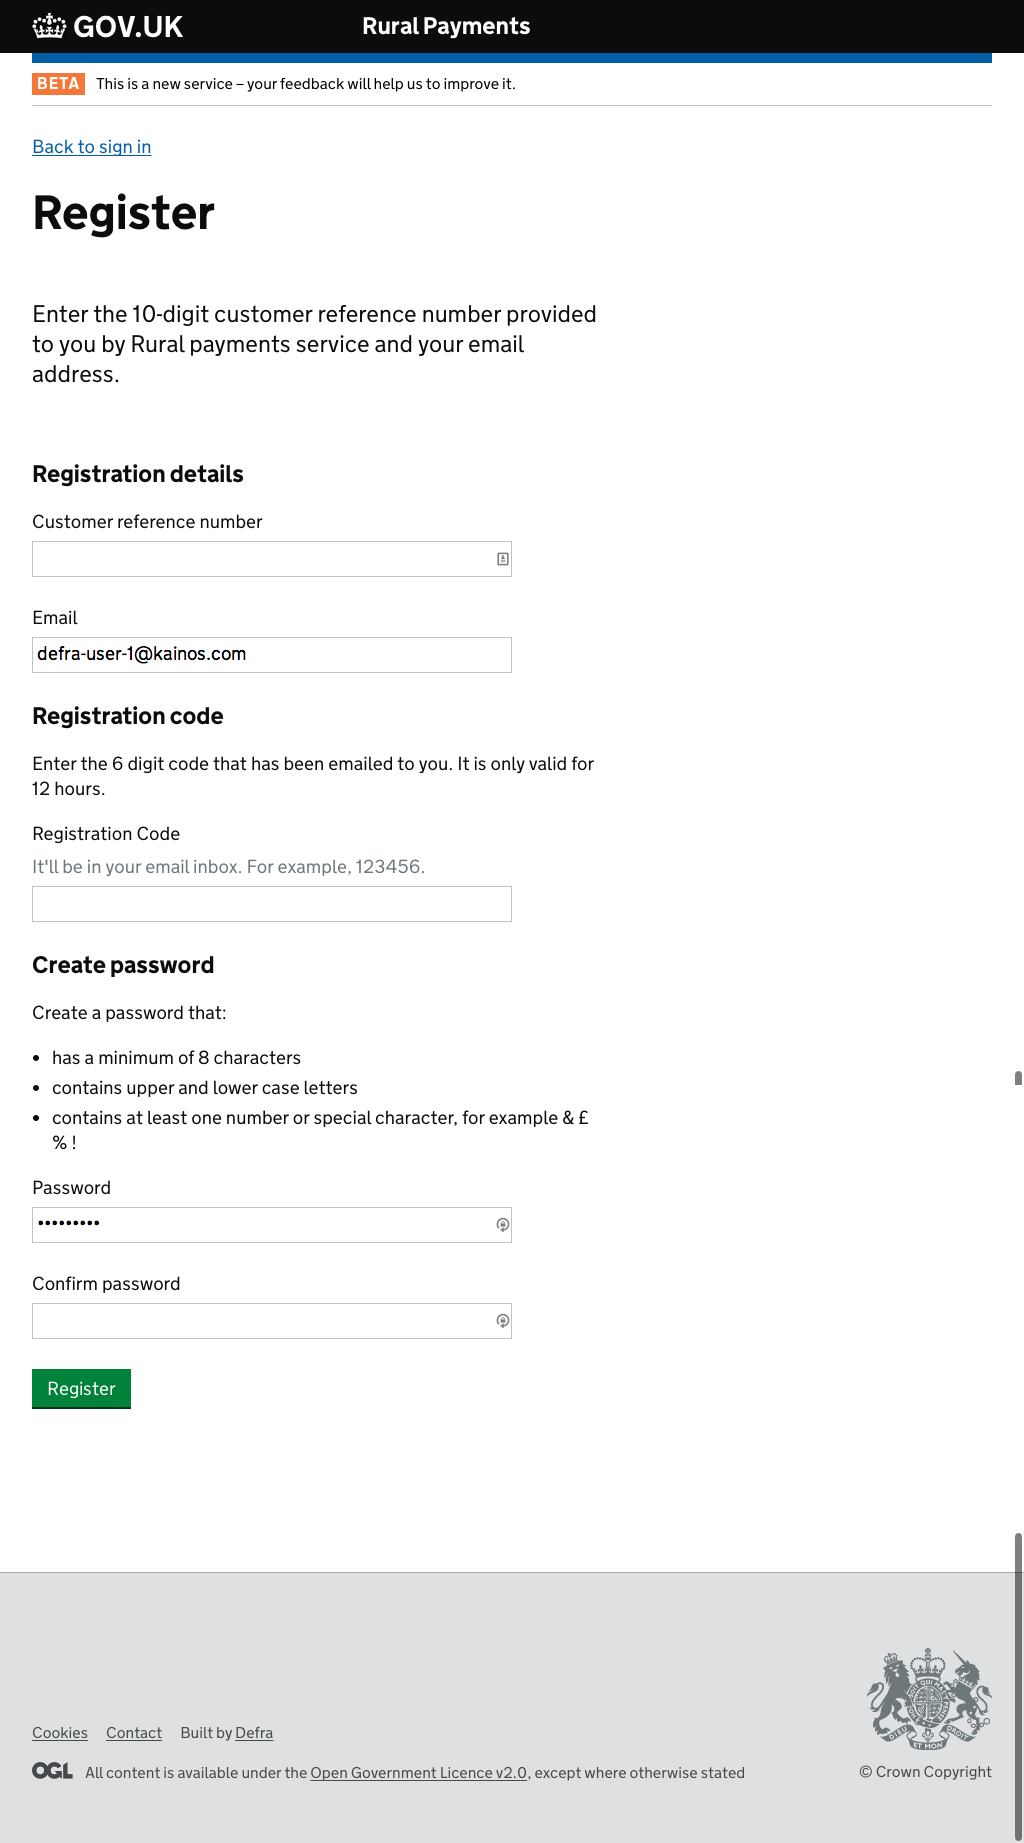 GOV.UK
Rural Payments
BETA This is a new service – your feedback will help us to improve it.
Back to sign in
Register
Enter the 10-digit customer reference number provided
to you by Rural payments service and your email
address.
Registration details
Customer reference number
Email
defra-user-1@kainos.com
Registration code
Enter the 6 digit code that has been emailed to you. It is only valid for
12 hours.
Registration Code
It'll be in your email inbox. For example, 123456.
Create password
Create a password that:
• has a minimum of 8 characters
• contains upper and lower case letters
• contains at least one number or special character, for example & £
% !
Password
•••••••••
Confirm password
Register
DIEU ET MON DROIT
Cookies Contact Built by Defra
OGL All content is available under the Open Government Licence v2.0, except where otherwise stated
© Crown Copyright